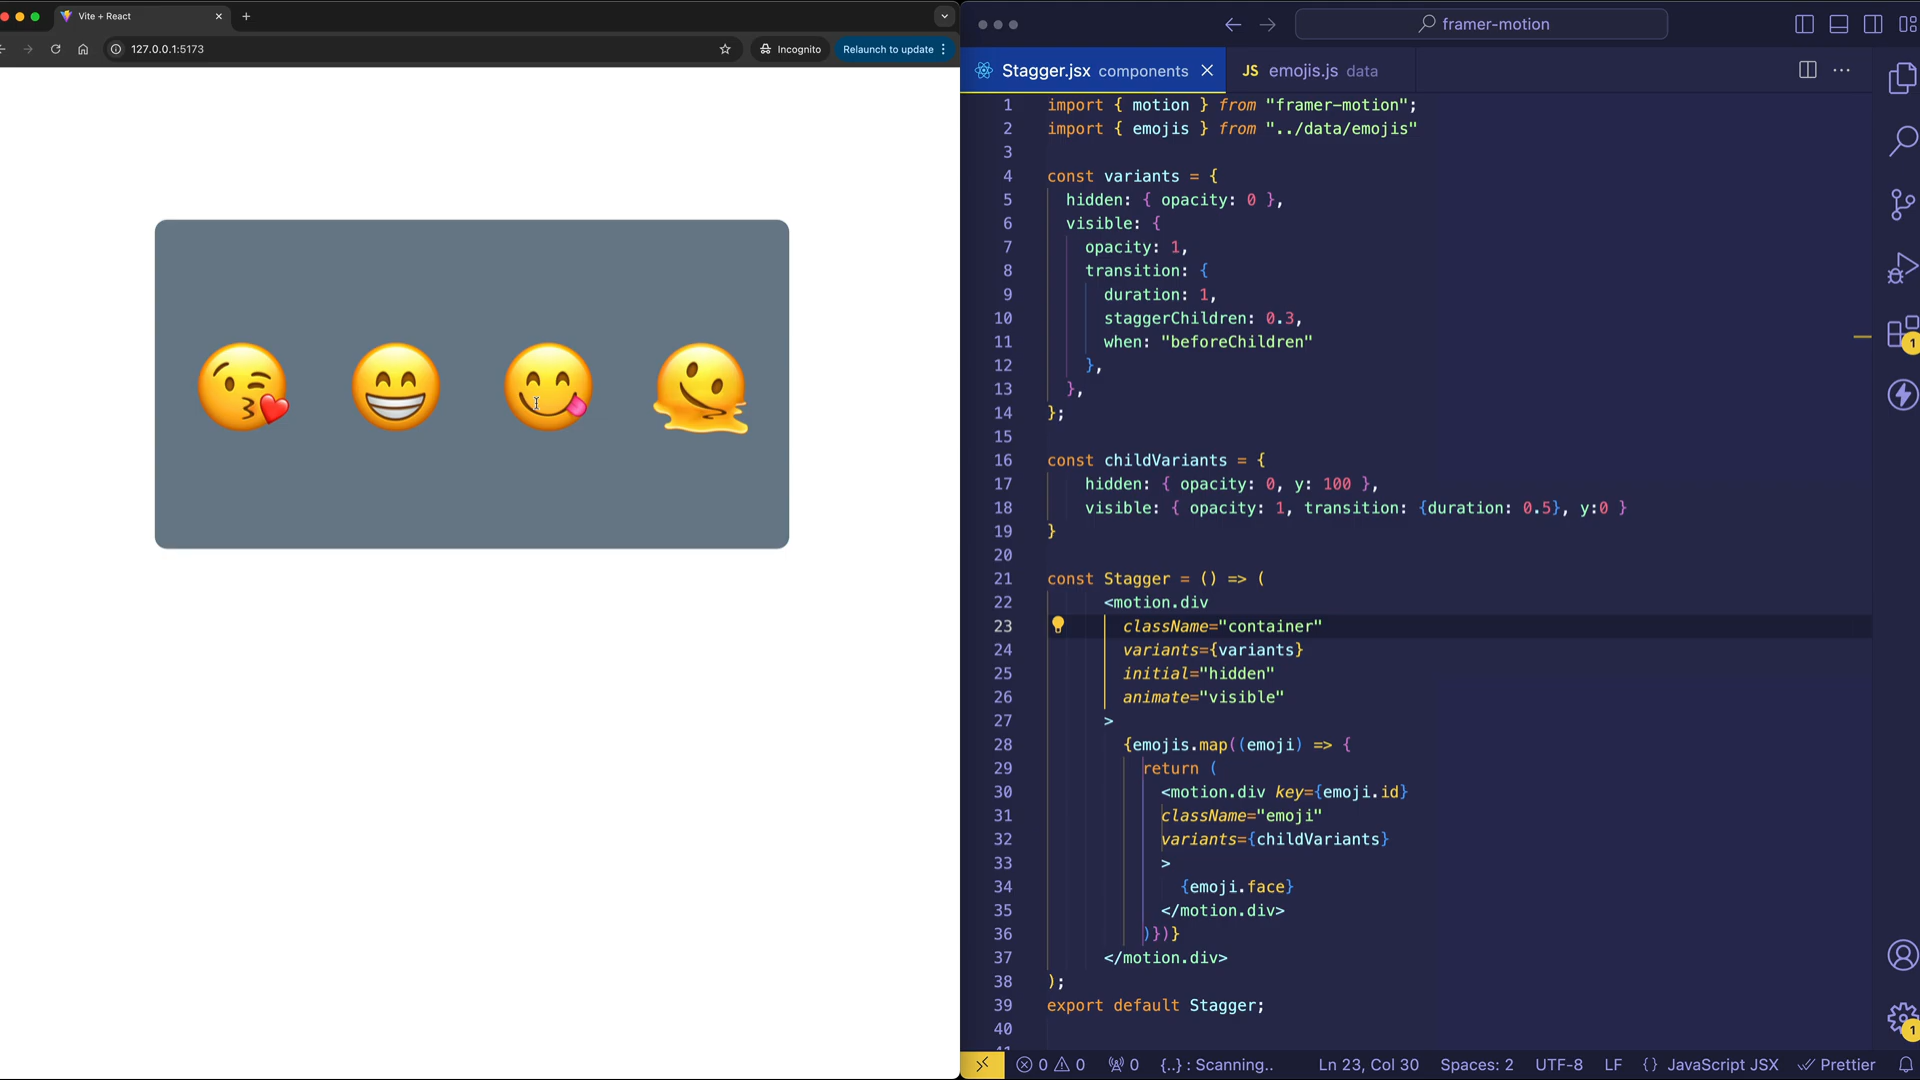 Vite + React
127.0.0.1:5173
Incognito
Relaunch to update
framer-motion
Stagger.jsx components
JS emojis.js data
1 import { motion } from "framer-motion";
2 import { emojis } from "../data/emojis"
3
4 const variants = {
5 hidden: { opacity: 0 },
6 visible: {
7 opacity: 1,
8 transition: {
9 duration: 1,
10 staggerChildren: 0.3,
11 when: "beforeChildren"
12 },
13 },
14 };
15
16 const childVariants = {
17 hidden: { opacity: 0, y: 100 },
18 visible: { opacity: 1, transition: {duration: 0.5}, y:0 }
19 }
20
21 const Stagger = () => (
22 <motion.div
23 className="container"
24 variants={variants}
25 initial="hidden"
26 animate="visible"
27 >
28 {emojis.map((emoji) => {
29 return (
30 <motion.div key={emoji.id}
31 className="emoji"
32 variants={childVariants}
33 >
34 {emoji.face}
35 </motion.div>
36 )})}
37 </motion.div>
38 );
39 export default Stagger;
40
1
1
0 0 0 {..} : Scanning.. Ln 23, Col 30 Spaces: 2 UTF-8 LF {} JavaScript JSX Prettier